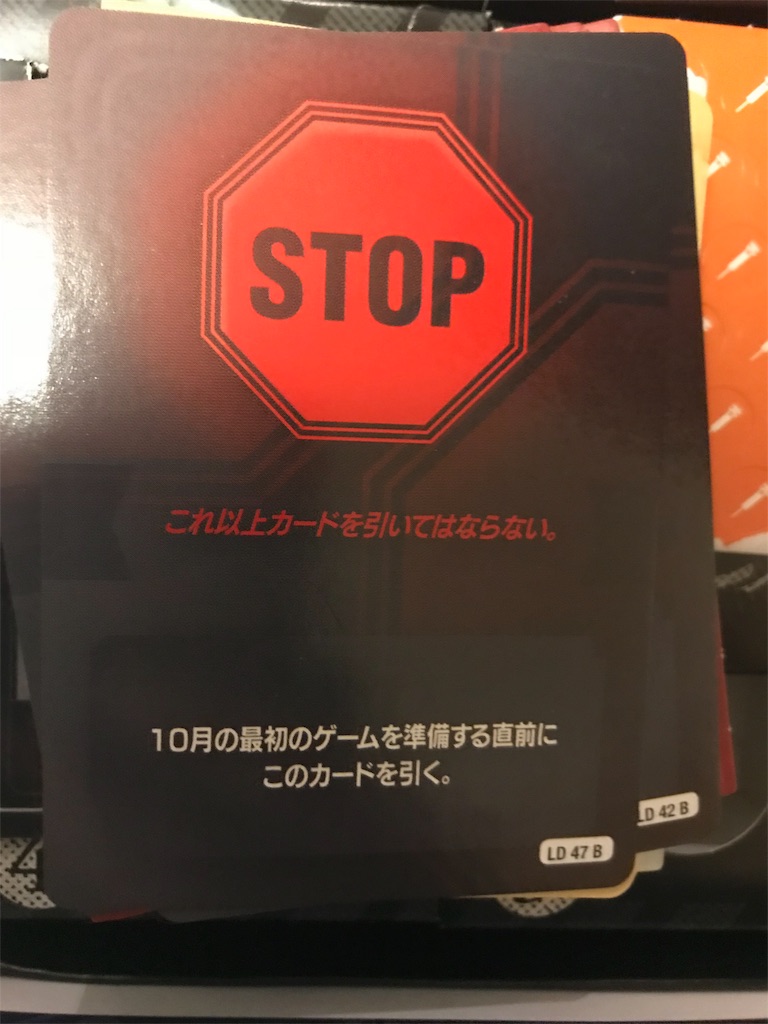 STOP
これ以上カードを引いてはならない。
10月の最初のゲームを準備する直前に
このカードを引く。
LD 47 B
LD 42 B